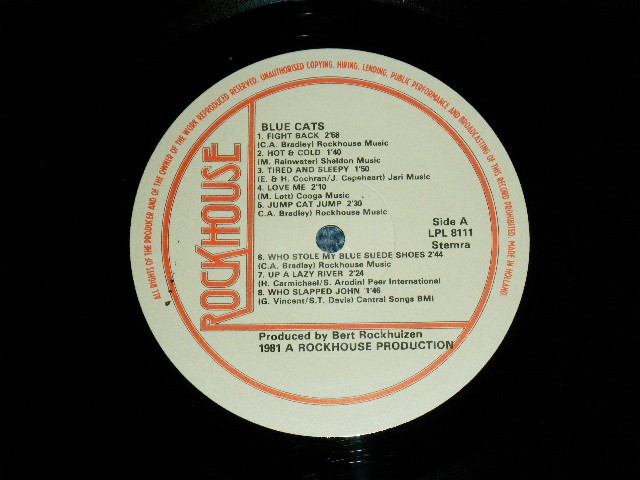 ALL RIGHTS OF THE PRODUCER AND OF THE OWNER OF THE WORK REPRODUCED RESERVED. UNAUTHORISED COPYING, HIRING, LENDING, PUBLIC PERFORMANCE AND BROADCASTING OF THIS RECORD PROHIBITED. MADE IN HOLLAND.
ROCKHOUSE
BLUE CATS
1. FIGHT BACK 2'58
(C.A. Bradley) Rockhouse Music
2. HOT & COLD 1'40
(M. Rainwater) Sheldon Music
3. TIRED AND SLEEPY 1'50
(E. & H. Cochran/J. Capehart) Jari Music
4. LOVE ME 2'10
(M. Lott) Cooga Music
5. JUMP CAT JUMP 2'30
C.A. Bradley) Rockhouse Music
Side A
LPL 8111
Stemra
6. WHO STOLE MY BLUE SUEDE SHOES 2'44
(C.A. Bradley) Rockhouse Music
7. UP A LAZY RIVER 2'24
(H. Carmichael/S. Arodin) Peer International
8. WHO SLAPPED JOHN 1'46
(G. Vincent/S.T. Davis) Central Songs BMI
Produced by Bert Rockhuizen
1981 A ROCKHOUSE PRODUCTION